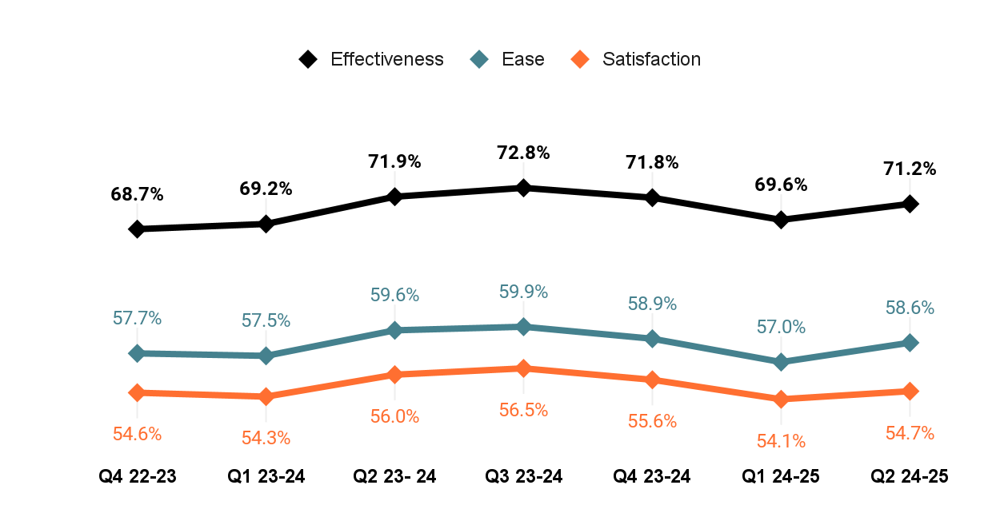 Effectiveness Ease Satisfaction
68.7% 69.2% 71.9% 72.8% 71.8% 69.6% 71.2%
57.7% 57.5% 59.6% 59.9% 58.9% 57.0% 58.6%
54.6% 54.3% 56.0% 56.5% 55.6% 54.1% 54.7%
Q4 22-23 Q1 23-24 Q2 23- 24 Q3 23-24 Q4 23-24 Q1 24-25 Q2 24-25